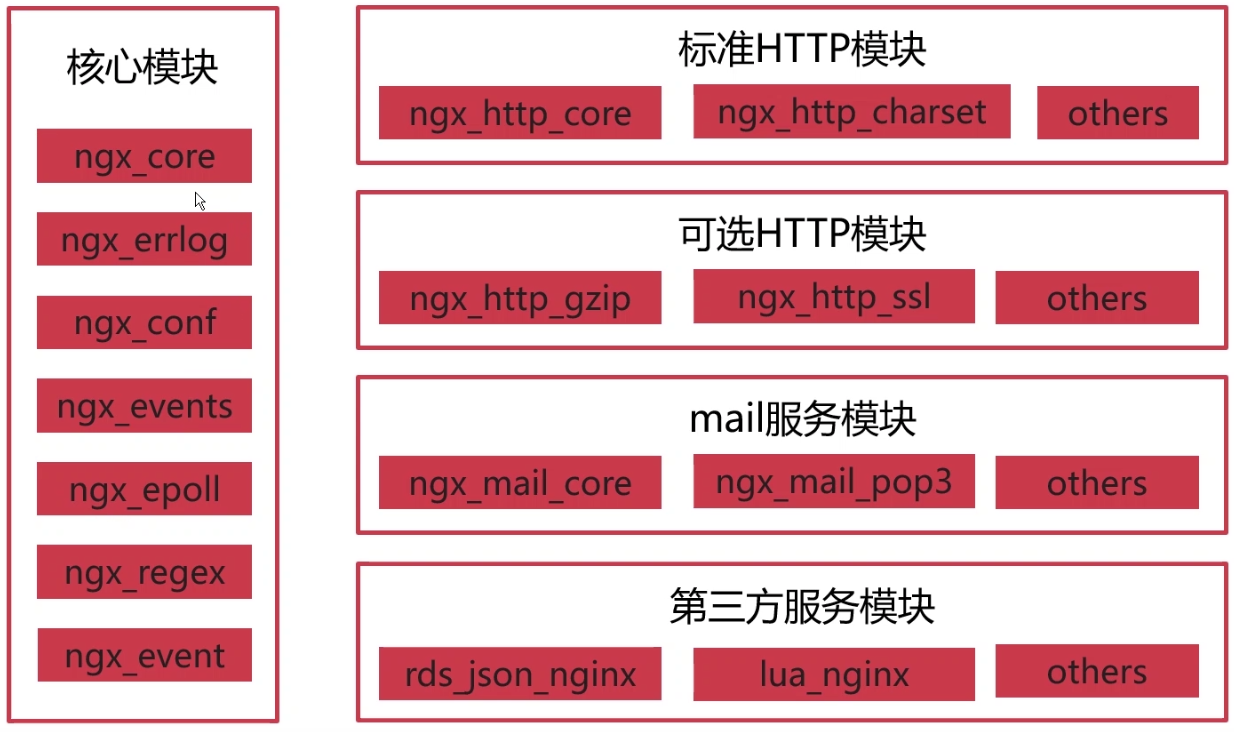 核心模块
ngx_core
ngx_errlog
ngx_conf
ngx_events
ngx_epoll
ngx_regex
ngx_event
标准HTTP模块
ngx_http_core
ngx_http_charset
others
可选HTTP模块
ngx_http_gzip
ngx_http_ssl
others
mail服务模块
ngx_mail_core
ngx_mail_pop3
others
第三方服务模块
rds_json_nginx
lua_nginx
others